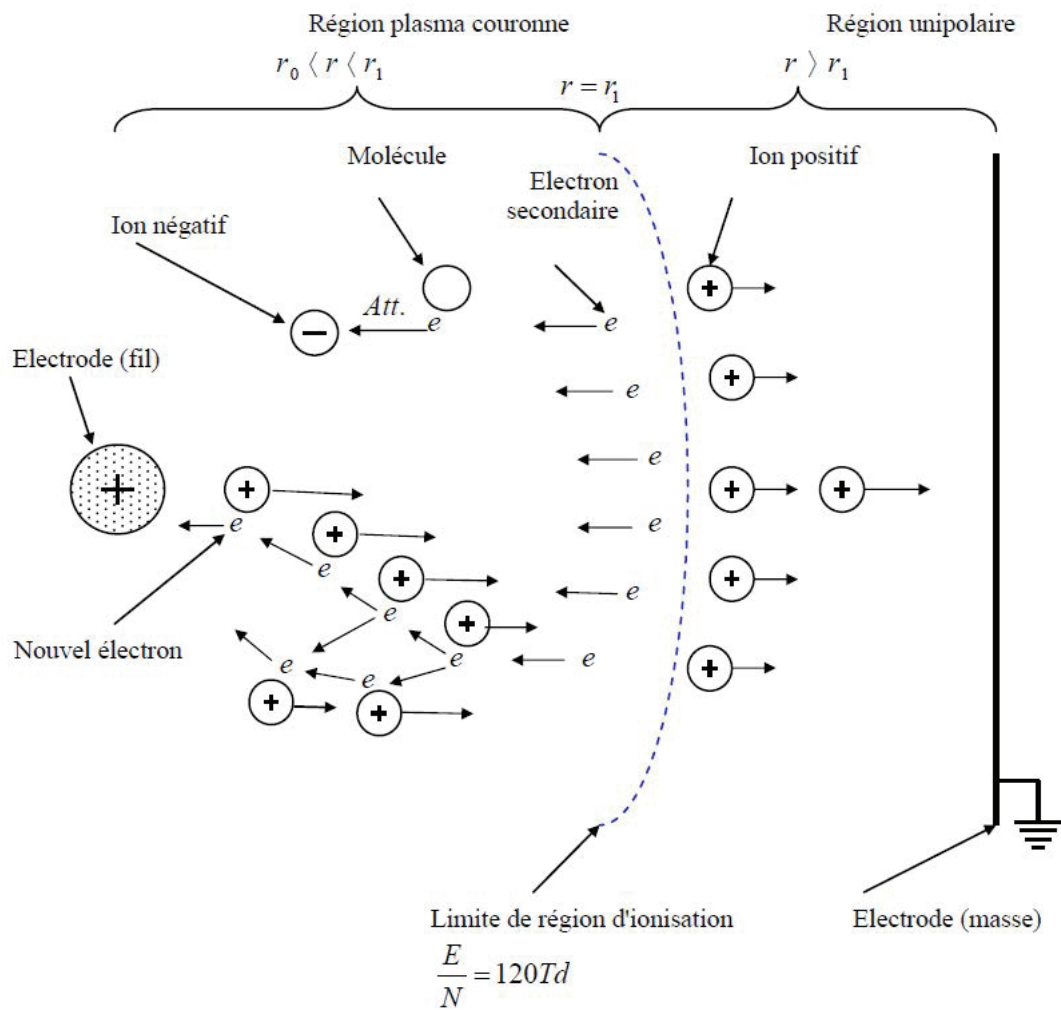 Région plasma couronne
Région unipolaire
r₀ ⟨ r ⟨ r₁
r ⟩ r₁
r = r₁
Molécule
Ion positif
Electron
secondaire
Ion négatif
+
Att.
e
e
−
Electrode (fil)
+
e
e
+
+
+
+
+
e
+
e
+
e
+
e
+
e
e
+
Nouvel électron
e
e
e
+
+
+
Limite de région d'ionisation
Electrode (masse)
E/N = 120Td